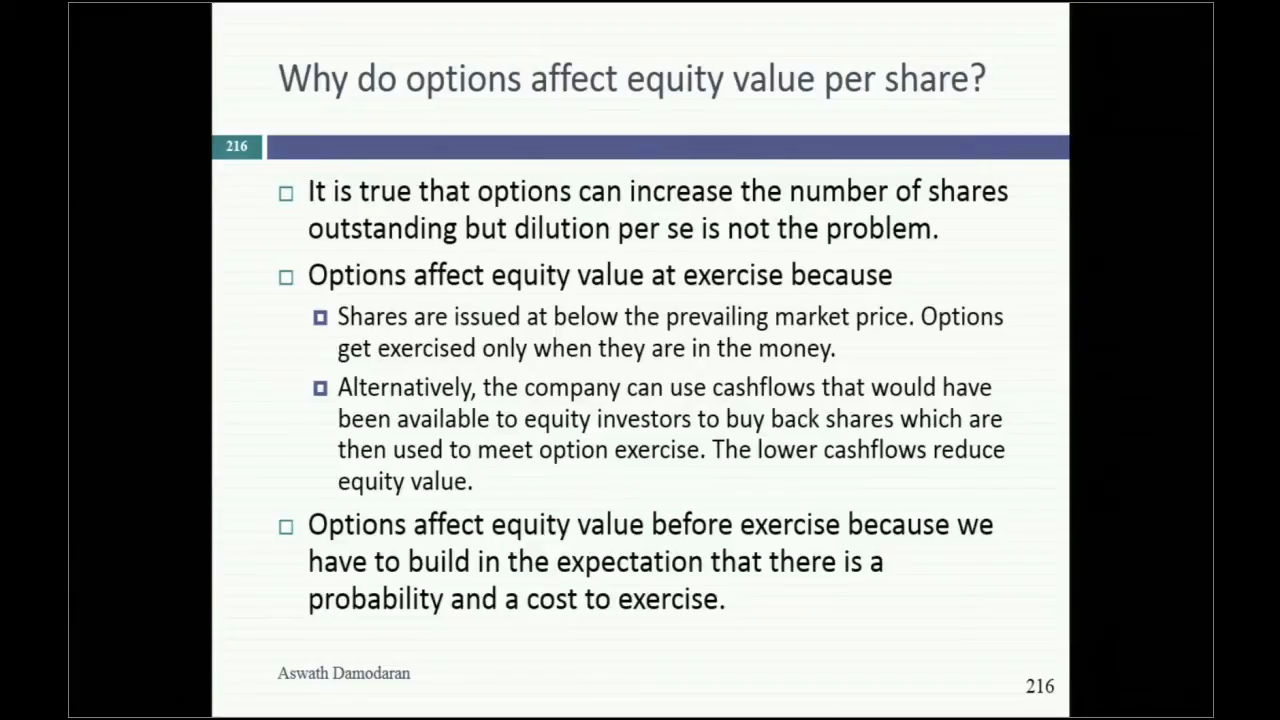 Why do options affect equity value per share?
216
It is true that options can increase the number of shares
outstanding but dilution per se is not the problem.
Options affect equity value at exercise because
Shares are issued at below the prevailing market price. Options
get exercised only when they are in the money.
Alternatively, the company can use cashflows that would have
been available to equity investors to buy back shares which are
then used to meet option exercise. The lower cashflows reduce
equity value.
Options affect equity value before exercise because we
have to build in the expectation that there is a
probability and a cost to exercise.
Aswath Damodaran
216